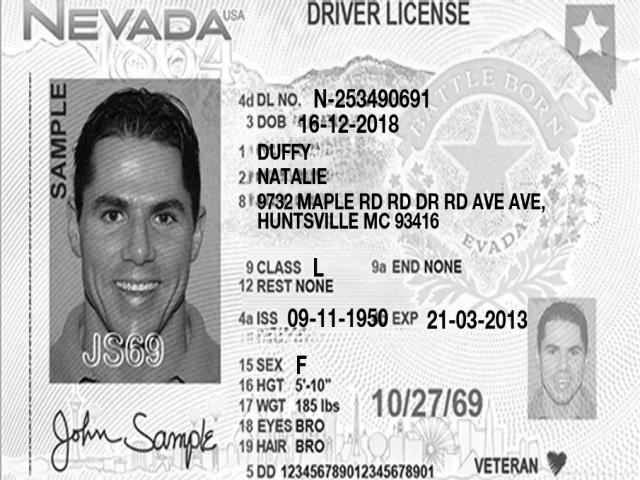 NEVADA USA DRIVER LICENSE
1864
SAMPLE
BATTLE BORN
NEVADA
4d DL NO. N-253490691
3 DOB 16-12-2018
1 DUFFY
2 NATALIE
8 9732 MAPLE RD RD DR RD AVE AVE,
HUNTSVILLE MC 93416
9 CLASS L 9a END NONE
12 REST NONE
4a ISS 09-11-1950 EXP 21-03-2013
15 SEX F
16 HGT 5'-10"
17 WGT 185 lbs
10/27/69
18 EYES BRO
19 HAIR BRO
5 DD 12345678901234567890​1
VETERAN
JS69
John Sample